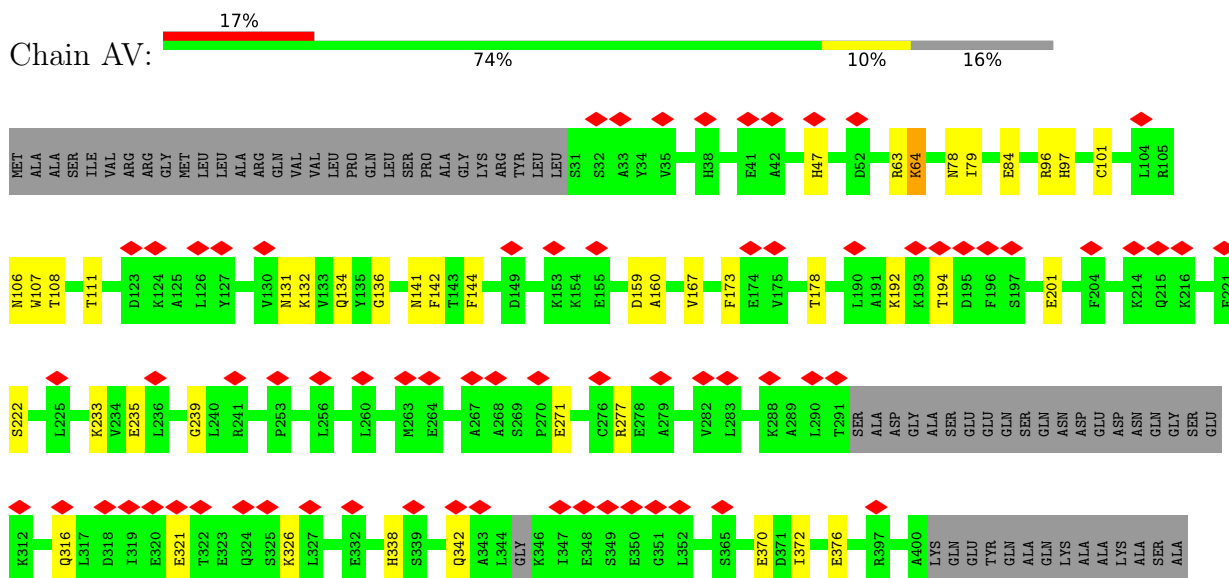 17%
Chain AV:
74% 10% 16%
MET ALA ALA SER ILE VAL ARG ARG GLY MET LEU LEU ALA ARG GLN VAL VAL LEU PRO GLN LEU SER PRO ALA GLY LYS ARG TYR LEU LEU S31 S32 A33 Y34 V35 H38 E41 A42 H47 D52 R63 K64 N78 I79 E84 R96 H97 C101 L104 R105
N106 W107 T108 T111 D123 K124 A125 L126 Y127 V130 N131 K132 V133 Q134 Y135 G136 N141 F142 T143 F144 D149 K153 K154 E155 D159 A160 V167 F173 E174 V175 T178 L190 A191 K192 K193 T194 D195 F196 S197 E201 F204 K214 Q215 K216
S222 L225 K233 V234 E235 L236 G239 L240 R241 P253 L256 L260 M263 E264 A267 A268 S269 P270 E271 C276 R277 E278 A279 V282 L283 K288 A289 L290 T291 SER ALA ASP GLY ALA SER GLU GLU GLN SER GLN ASN ASP GLU ASP ASN GLN GLY SER GLU
K312 Q316 L317 D318 I319 E320 E321 T322 E323 Q324 S325 K326 L327 E332 H338 S339 Q342 A343 L344 GLY K346 I347 E348 S349 E350 G351 L352 S365 E370 D371 I372 E376 R397 A400 LYS GLN GLU TYR GLN ALA GLN LYS ALA ALA LYS ALA SER ALA